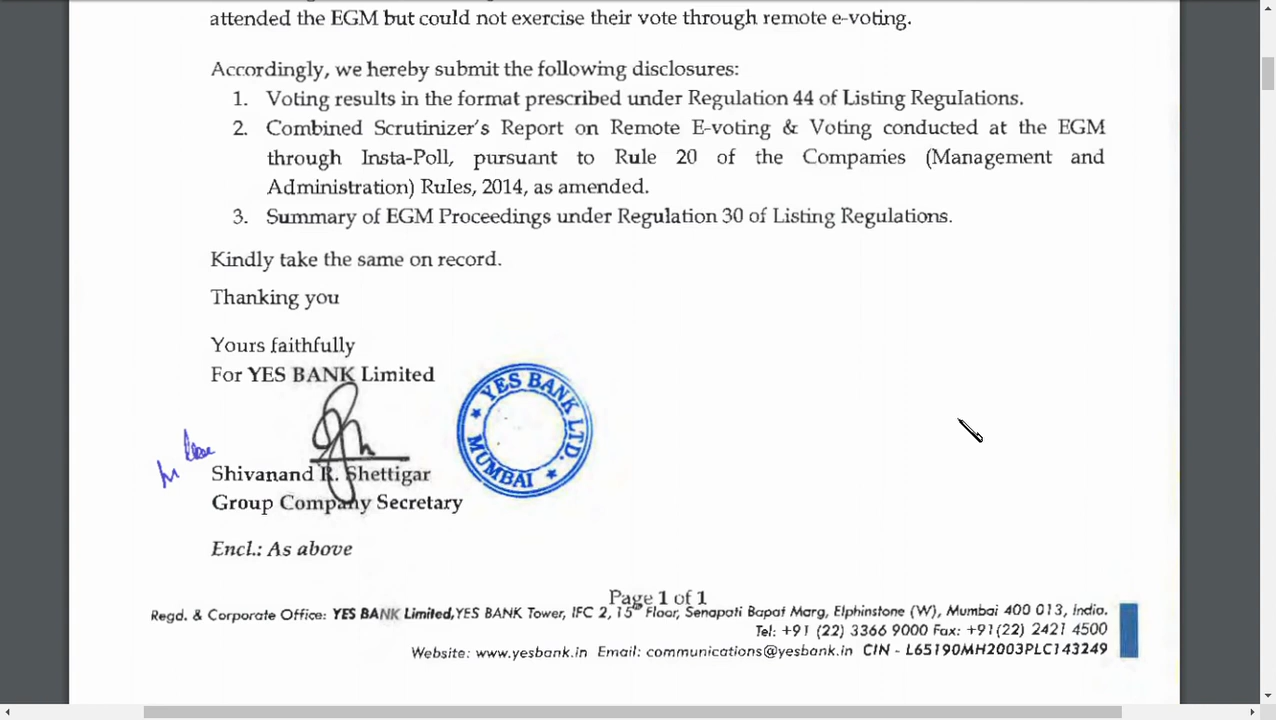 attended the EGM but could not exercise their vote through remote e-voting.
Accordingly, we hereby submit the following disclosures:
1. Voting results in the format prescribed under Regulation 44 of Listing Regulations.
2. Combined Scrutinizer's Report on Remote E-voting & Voting conducted at the EGM
through Insta-Poll, pursuant to Rule 20 of the Companies (Management and
Administration) Rules, 2014, as amended.
3. Summary of EGM Proceedings under Regulation 30 of Listing Regulations.
Kindly take the same on record.
Thanking you
Yours faithfully
For YES BANK Limited
YES BANK LTD.
MUMBAI
Shivanand R. Shettigar
Group Company Secretary
Encl.: As above
Page 1 of 1
Regd. & Corporate Office: YES BANK Limited,YES BANK Tower, IFC 2, 15th Floor, Senapati Bapat Marg, Elphinstone (W), Mumbai 400 013, India.
Tel: +91 (22) 3366 9000 Fax: +91(22) 2421 4500
Website: www.yesbank.in Email: communications@yesbank.in CIN - L65190MH2003PLC143249